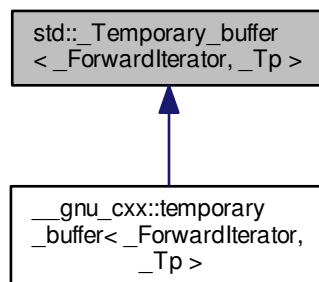 std::_Temporary_buffer
< _ForwardIterator, _Tp >
__gnu_cxx::temporary
_buffer< _ForwardIterator,
_Tp >